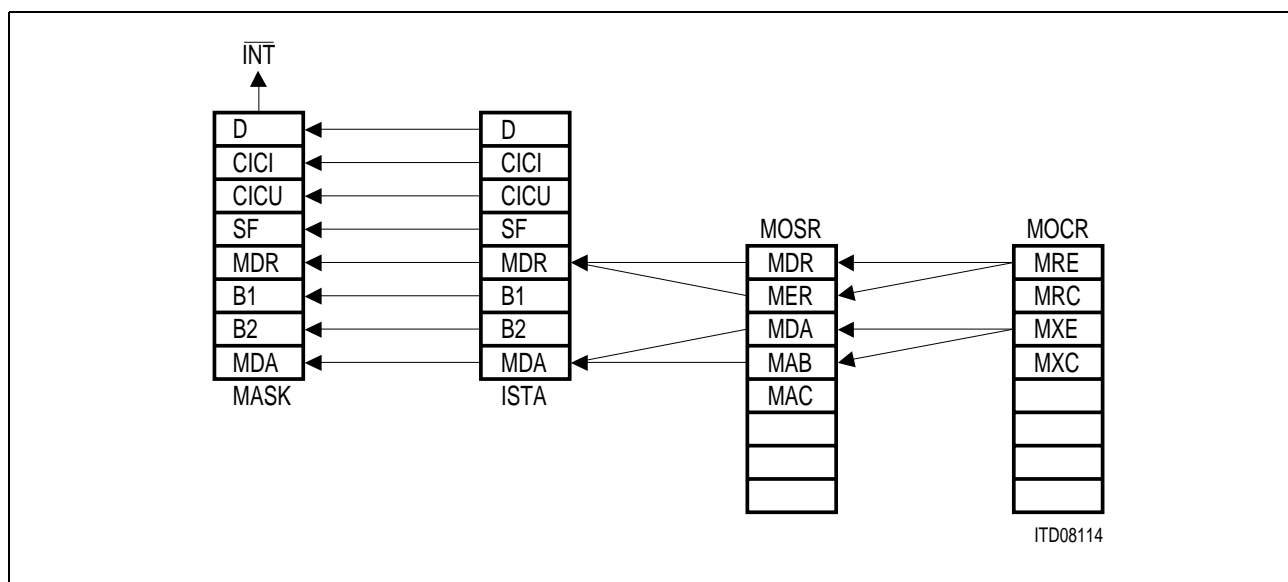 INT
D D
CICI CICI
CICU CICU
SF SF MOSR MOCR
MDR MDR MDR MRE
B1 B1 MER MRC
B2 B2 MDA MXE
MDA MDA MAB MXC
MASK ISTA MAC
ITD08114